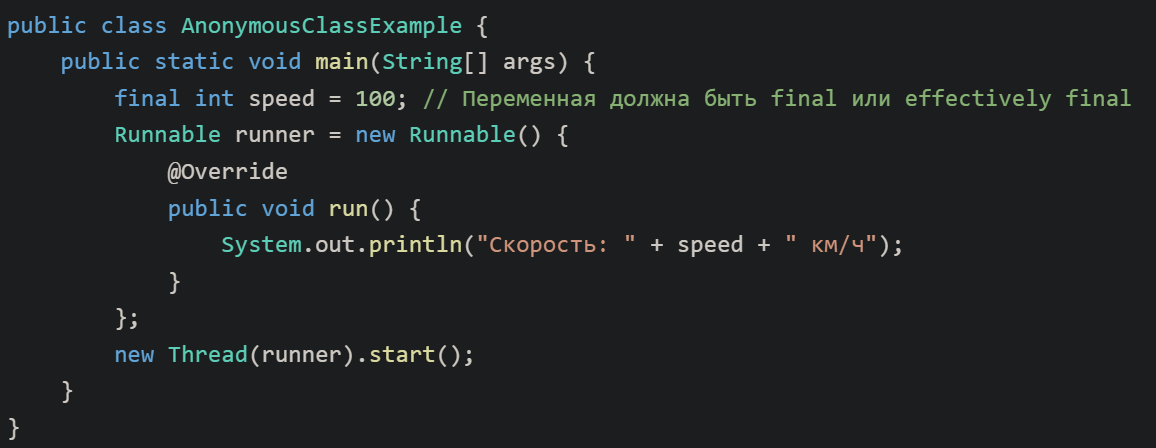 public class AnonymousClassExample {
    public static void main(String[] args) {
        final int speed = 100; // Переменная должна быть final или effectively final
        Runnable runner = new Runnable() {
            @Override
            public void run() {
                System.out.println("Скорость: " + speed + " км/ч");
            }
        };
        new Thread(runner).start();
    }
}